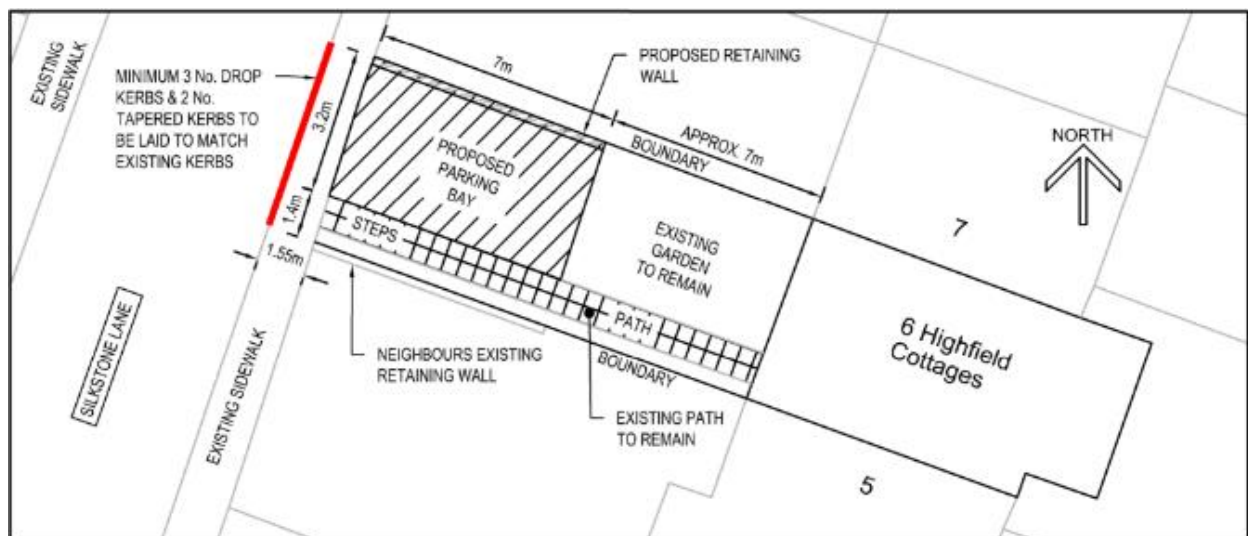 EXISTING
SIDEWALK
MINIMUM 3 No. DROP
KERBS & 2 No.
TAPERED KERBS TO
BE LAID TO MATCH
EXISTING KERBS
3.2m
1.4m
1.55m
7m
PROPOSED RETAINING
WALL
APPROX. 7m
BOUNDARY
PROPOSED
PARKING
BAY
STEPS
EXISTING
GARDEN
TO REMAIN
PATH
BOUNDARY
NORTH
7
6 Highfield
Cottages
5
NEIGHBOURS EXISTING
RETAINING WALL
EXISTING PATH
TO REMAIN
SILKSTONE LANE
EXISTING SIDEWALK